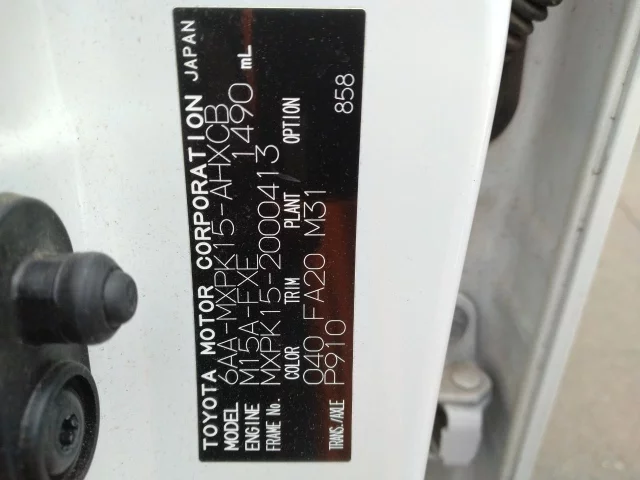 TOYOTA MOTOR CORPORATION JAPAN
MODEL 6AA-MXPK15-AHXCB
ENGINE M15A-FXE 1490 mL
FRAME No. MXPK15-2000413
COLOR TRIM PLANT OPTION
040 FA20 M31 858
TRANS./AXLE P910